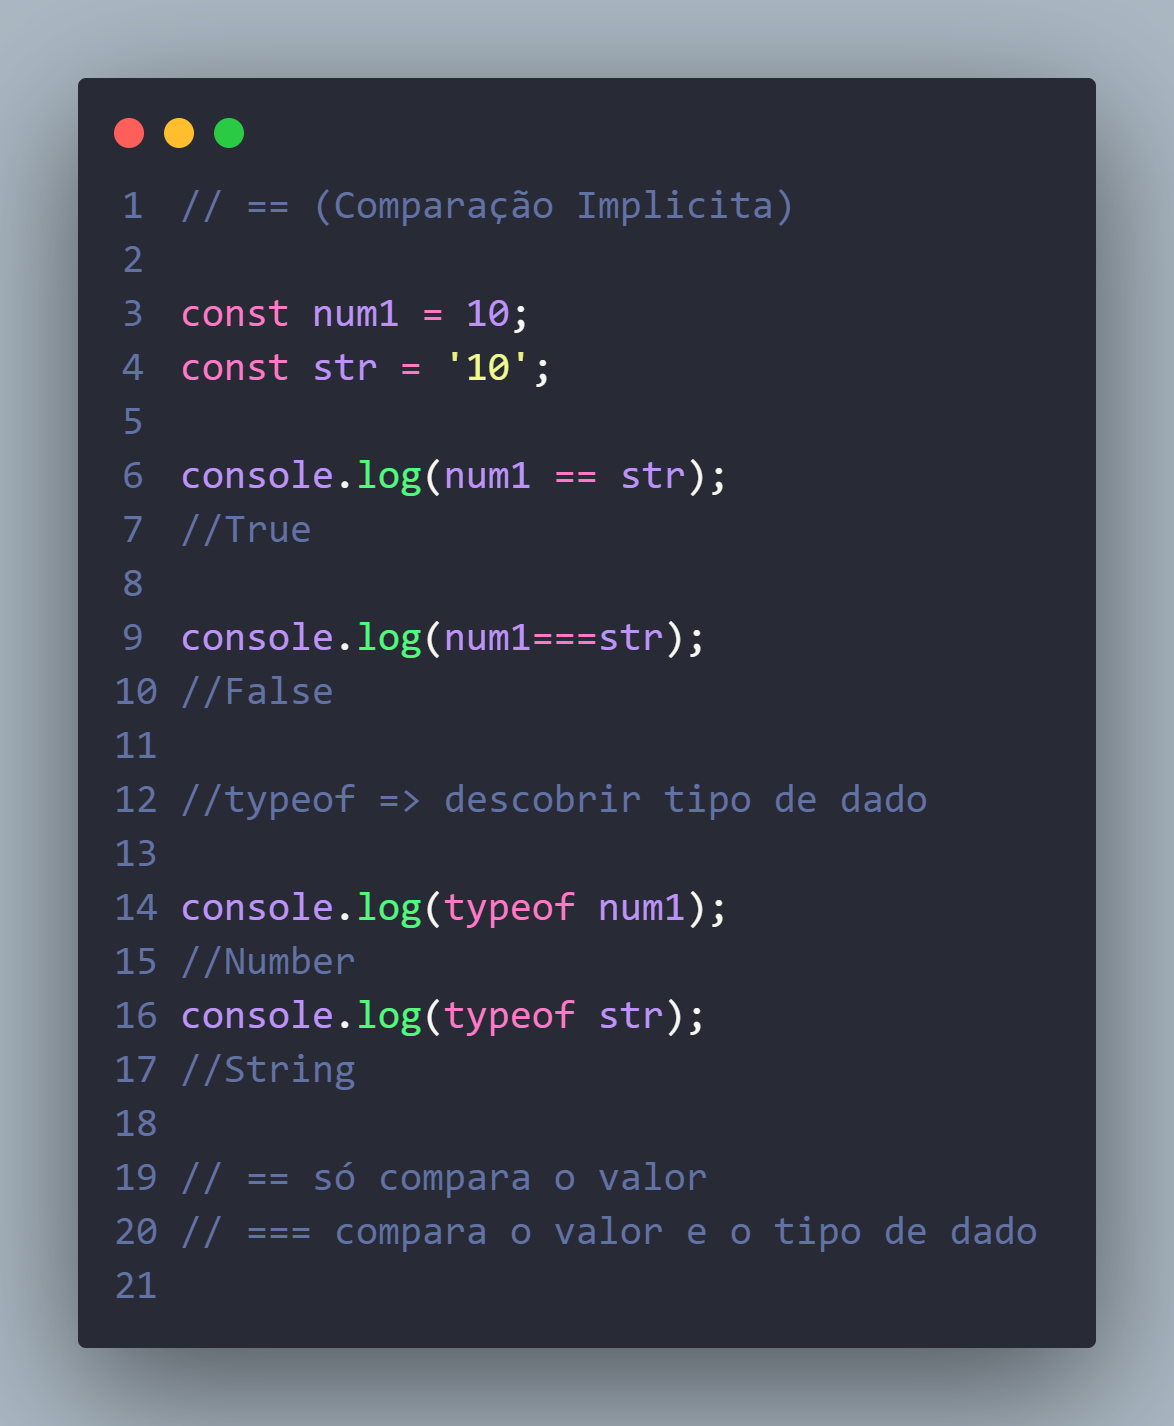 1 // == (Comparação Implicita)
2
3 const num1 = 10;
4 const str = '10';
5
6 console.log(num1 == str);
7 //True
8
9 console.log(num1===str);
10 //False
11
12 //typeof => descobrir tipo de dado
13
14 console.log(typeof num1);
15 //Number
16 console.log(typeof str);
17 //String
18
19 // == só compara o valor
20 // === compara o valor e o tipo de dado
21